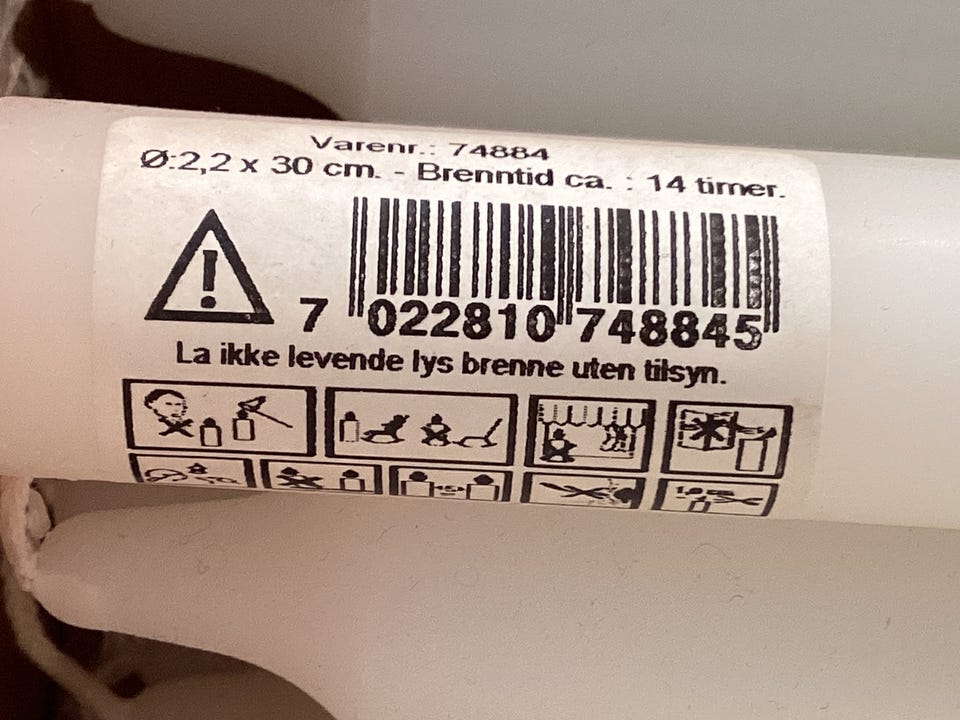 Varenr.: 74884
Ø:2,2 x 30 cm. - Brenntid ca. : 14 timer.
7 022810 748845
La ikke levende lys brenne uten tilsyn.